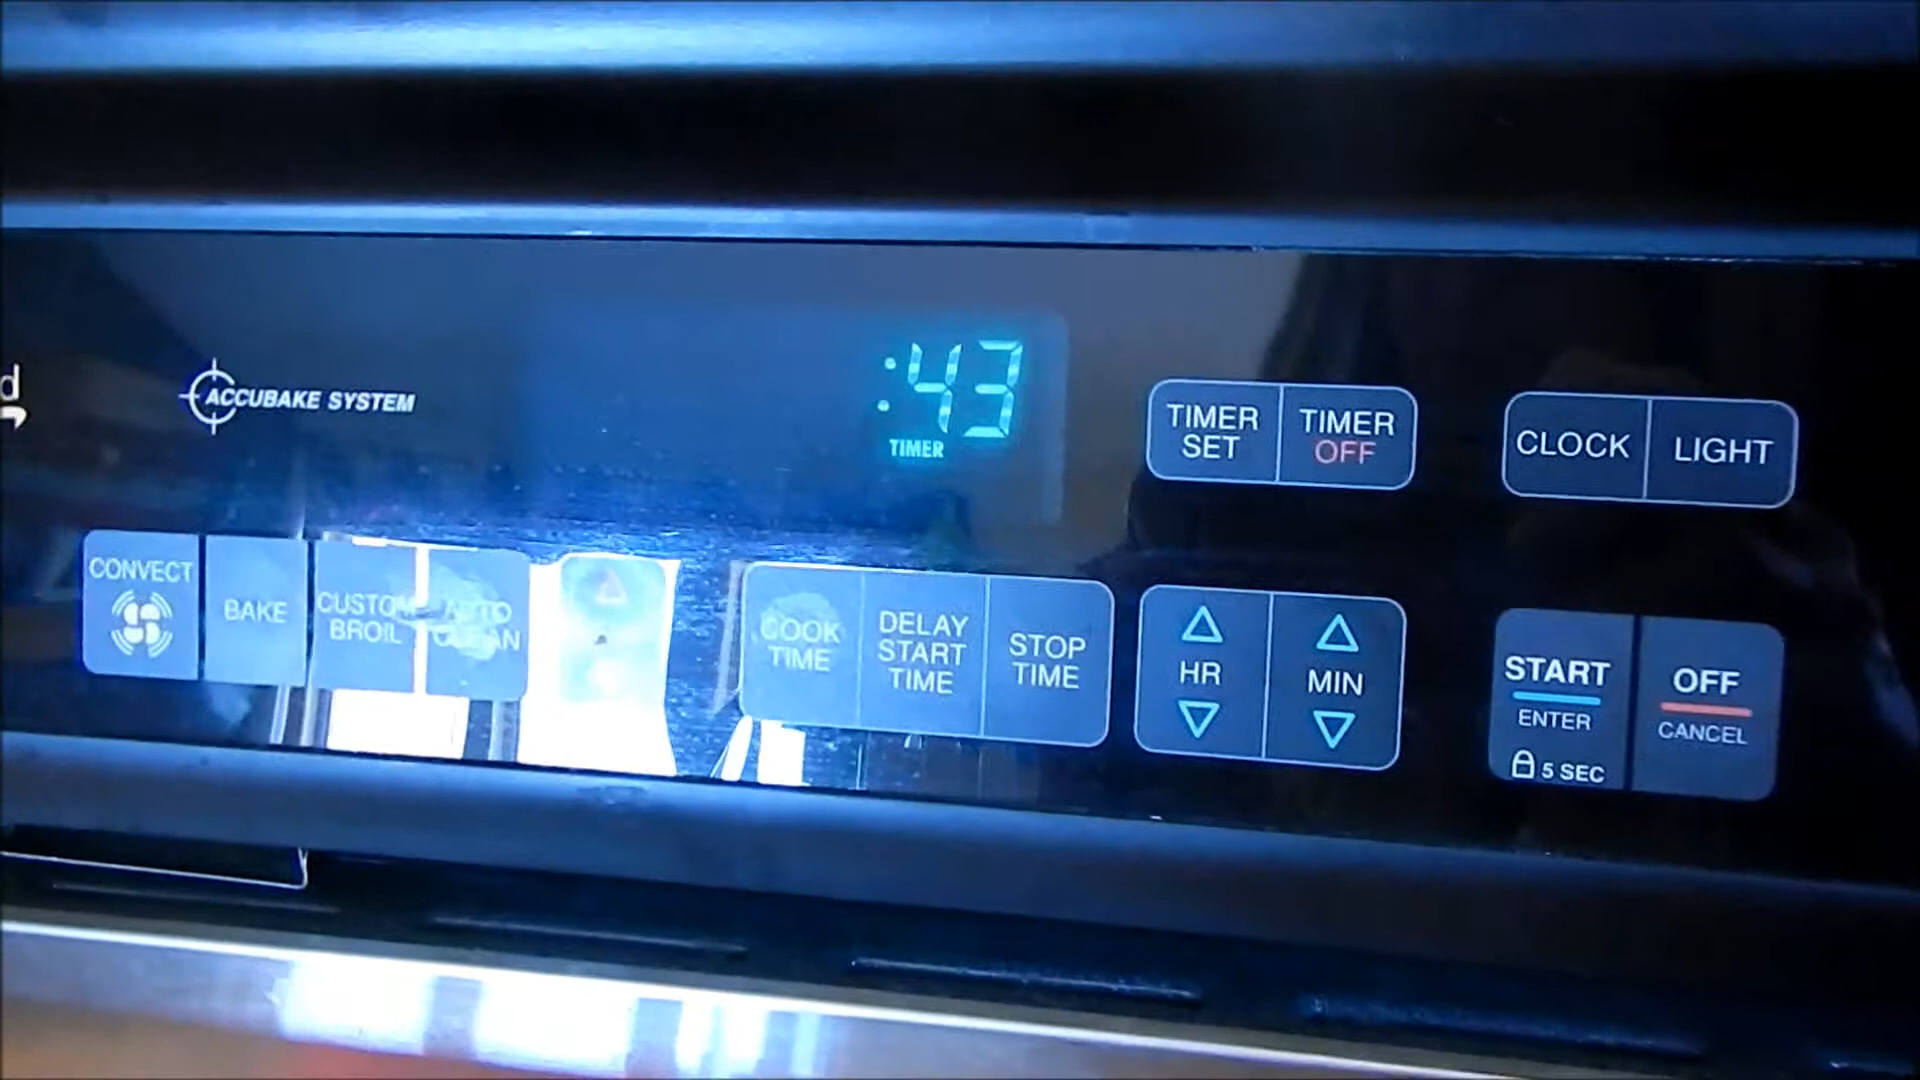 d
ACCUBAKE SYSTEM
:43
TIMER
TIMER
SET
TIMER
OFF
CLOCK
LIGHT
CONVECT
BAKE
CUSTOM
BROIL
AUTO
CLEAN
COOK
TIME
DELAY
START
TIME
STOP
TIME
HR
MIN
START
ENTER
5 SEC
OFF
CANCEL